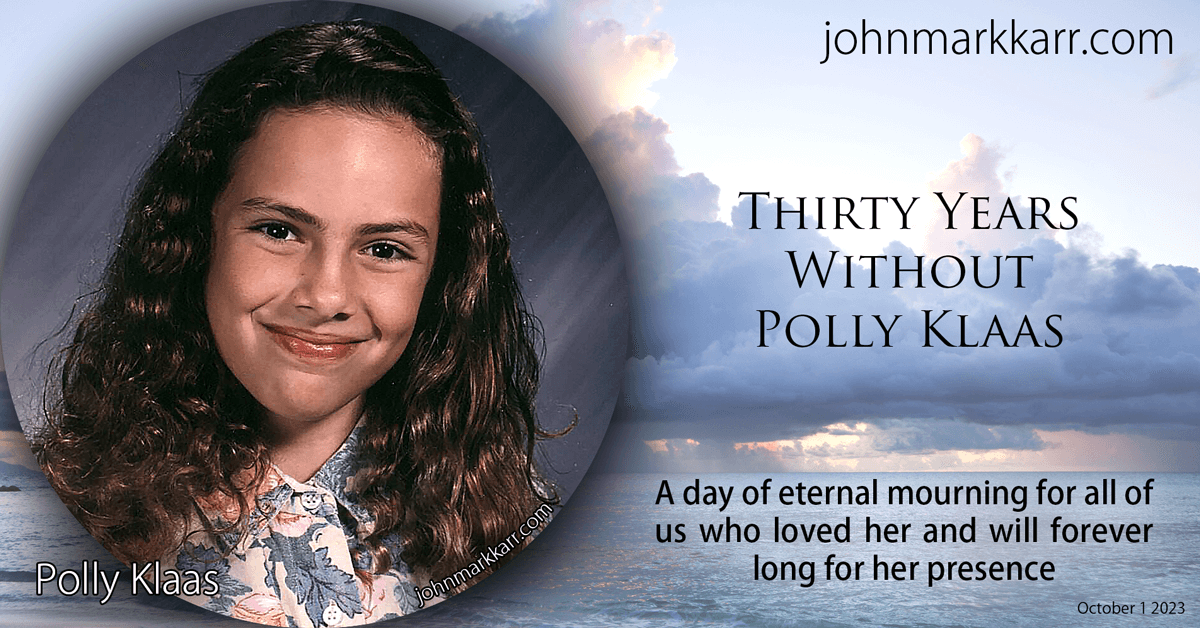 johnmarkkarr.com
Thirty Years
Without
Polly Klaas
A day of eternal mourning for all of
us who loved her and will forever
long for her presence
October 1 2023
Polly Klaas
johnmarkkarr.com